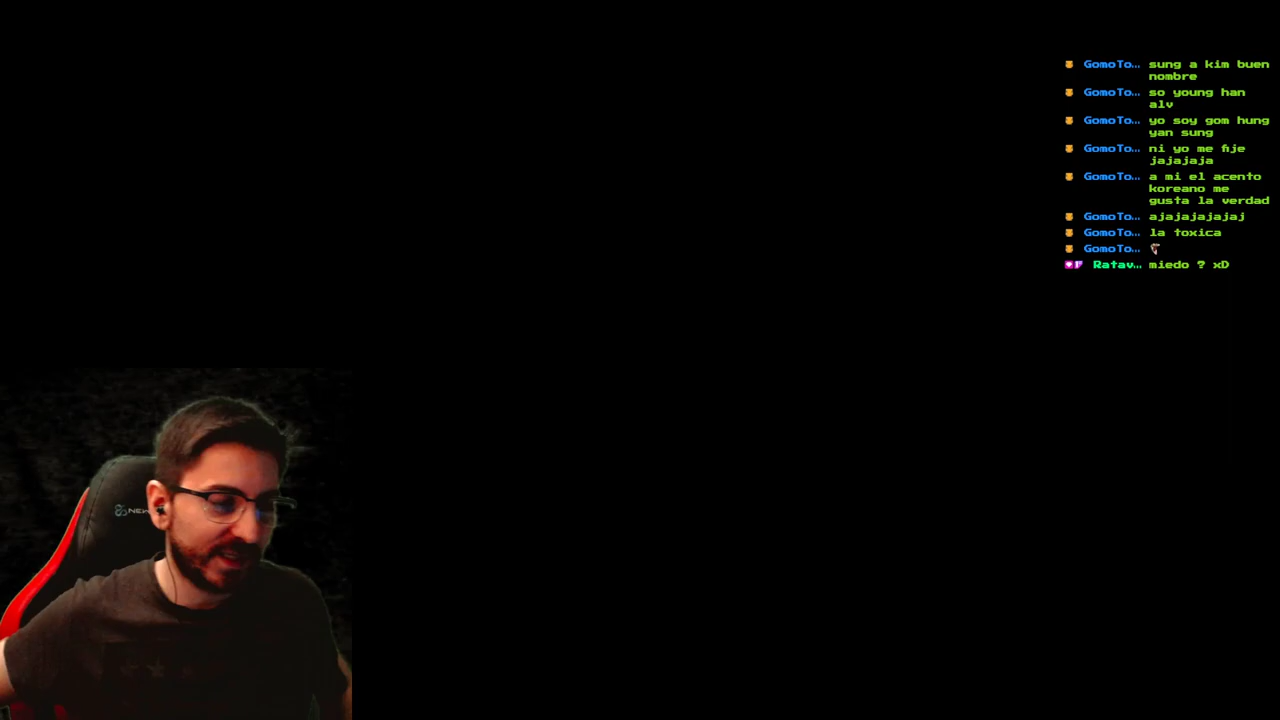 GomoTo... sung a kim buen
nombre
GomoTo... so young han
alv
GomoTo... yo soy gom hung
yan sung
GomoTo... ni yo me fije
jajajaja
GomoTo... a mi el acento
koreano me
gusta la verdad
GomoTo... ajajajajajaj
GomoTo... la toxica
GomoTo...
Ratav... miedo ? xD
NEW